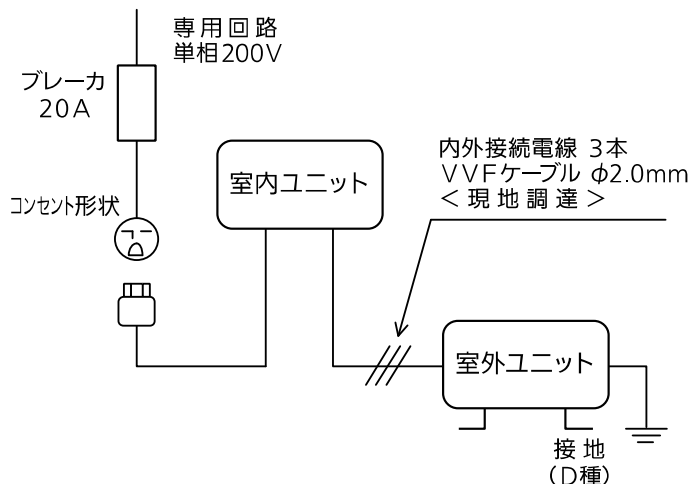 専用回路
単相200V
ブレーカ
20A
コンセント形状
室内ユニット
内外接続電線 3本
VVFケーブル φ2.0mm
＜現地調達＞
室外ユニット
接地
（D種）